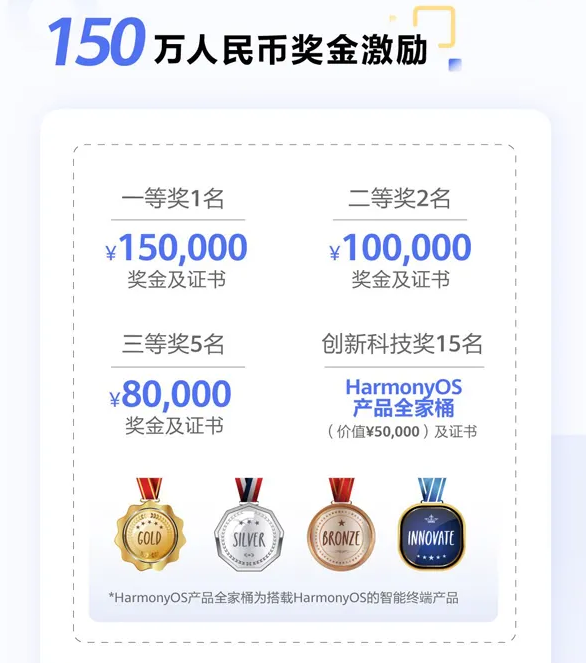 150万人民币奖金激励
一等奖1名
¥150,000
奖金及证书
二等奖2名
¥100,000
奖金及证书
三等奖5名
¥80,000
奖金及证书
创新科技奖15名
HarmonyOS
产品全家桶
（价值¥50,000）及证书
GOLD
SILVER
BRONZE
INNOVATE
*HarmonyOS产品全家桶为搭载HarmonyOS的智能终端产品